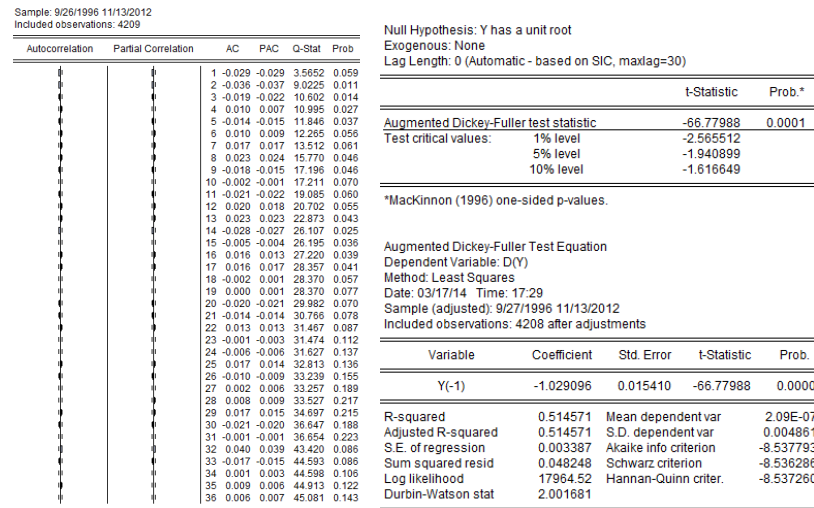 Sample: 9/26/1996 11/13/2012
Included observations: 4209
Autocorrelation Partial Correlation AC PAC Q-Stat Prob
1 -0.029 -0.029 3.5652 0.059
2 -0.036 -0.037 9.0225 0.011
3 -0.019 -0.022 10.602 0.014
4 0.010 0.007 10.995 0.027
5 -0.014 -0.015 11.846 0.037
6 0.010 0.009 12.265 0.056
7 0.017 0.017 13.512 0.061
8 0.023 0.024 15.770 0.046
9 -0.018 -0.015 17.196 0.046
10 -0.002 -0.001 17.211 0.070
11 -0.021 -0.022 19.085 0.060
12 0.020 0.018 20.702 0.055
13 0.023 0.023 22.873 0.043
14 -0.028 -0.027 26.107 0.025
15 -0.005 -0.004 26.195 0.036
16 0.016 0.013 27.220 0.039
17 0.016 0.017 28.357 0.041
18 -0.002 0.001 28.370 0.057
19 0.000 0.001 28.370 0.077
20 -0.020 -0.021 29.982 0.070
21 -0.014 -0.014 30.766 0.078
22 0.013 0.013 31.467 0.087
23 -0.001 -0.003 31.474 0.112
24 -0.006 -0.006 31.627 0.137
25 0.017 0.014 32.813 0.136
26 -0.010 -0.009 33.239 0.155
27 0.002 0.006 33.257 0.189
28 0.008 0.009 33.527 0.217
29 0.017 0.015 34.697 0.215
30 -0.021 -0.020 36.647 0.188
31 -0.001 -0.001 36.654 0.223
32 0.040 0.039 43.420 0.086
33 -0.017 -0.015 44.593 0.086
34 0.001 0.003 44.598 0.106
35 0.009 0.006 44.913 0.122
36 0.006 0.007 45.081 0.143
Null Hypothesis: Y has a unit root
Exogenous: None
Lag Length: 0 (Automatic - based on SIC, maxlag=30)
t-Statistic Prob.*
Augmented Dickey-Fuller test statistic -66.77988 0.0001
Test critical values: 1% level -2.565512
5% level -1.940899
10% level -1.616649
*MacKinnon (1996) one-sided p-values.
Augmented Dickey-Fuller Test Equation
Dependent Variable: D(Y)
Method: Least Squares
Date: 03/17/14 Time: 17:29
Sample (adjusted): 9/27/1996 11/13/2012
Included observations: 4208 after adjustments
Variable Coefficient Std. Error t-Statistic Prob.
Y(-1) -1.029096 0.015410 -66.77988 0.0000
R-squared 0.514571 Mean dependent var 2.09E-07
Adjusted R-squared 0.514571 S.D. dependent var 0.004861
S.E. of regression 0.003387 Akaike info criterion -8.537793
Sum squared resid 0.048248 Schwarz criterion -8.536286
Log likelihood 17964.52 Hannan-Quinn criter. -8.537260
Durbin-Watson stat 2.001681